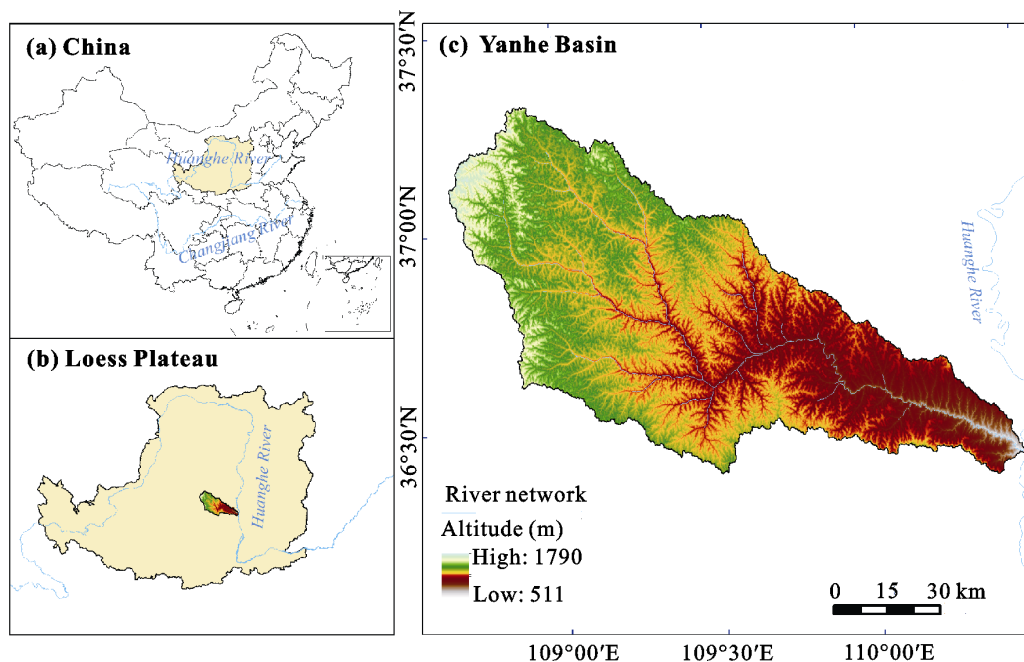 (a) China
Huanghe River
Changjiang River
(b) Loess Plateau
Huanghe River
37°30′N
37°00′N
36°30′N
(c) Yanhe Basin
Huanghe River
River network
Altitude (m)
High: 1790
Low: 511
0 15 30 km
109°00′E 109°30′E 110°00′E